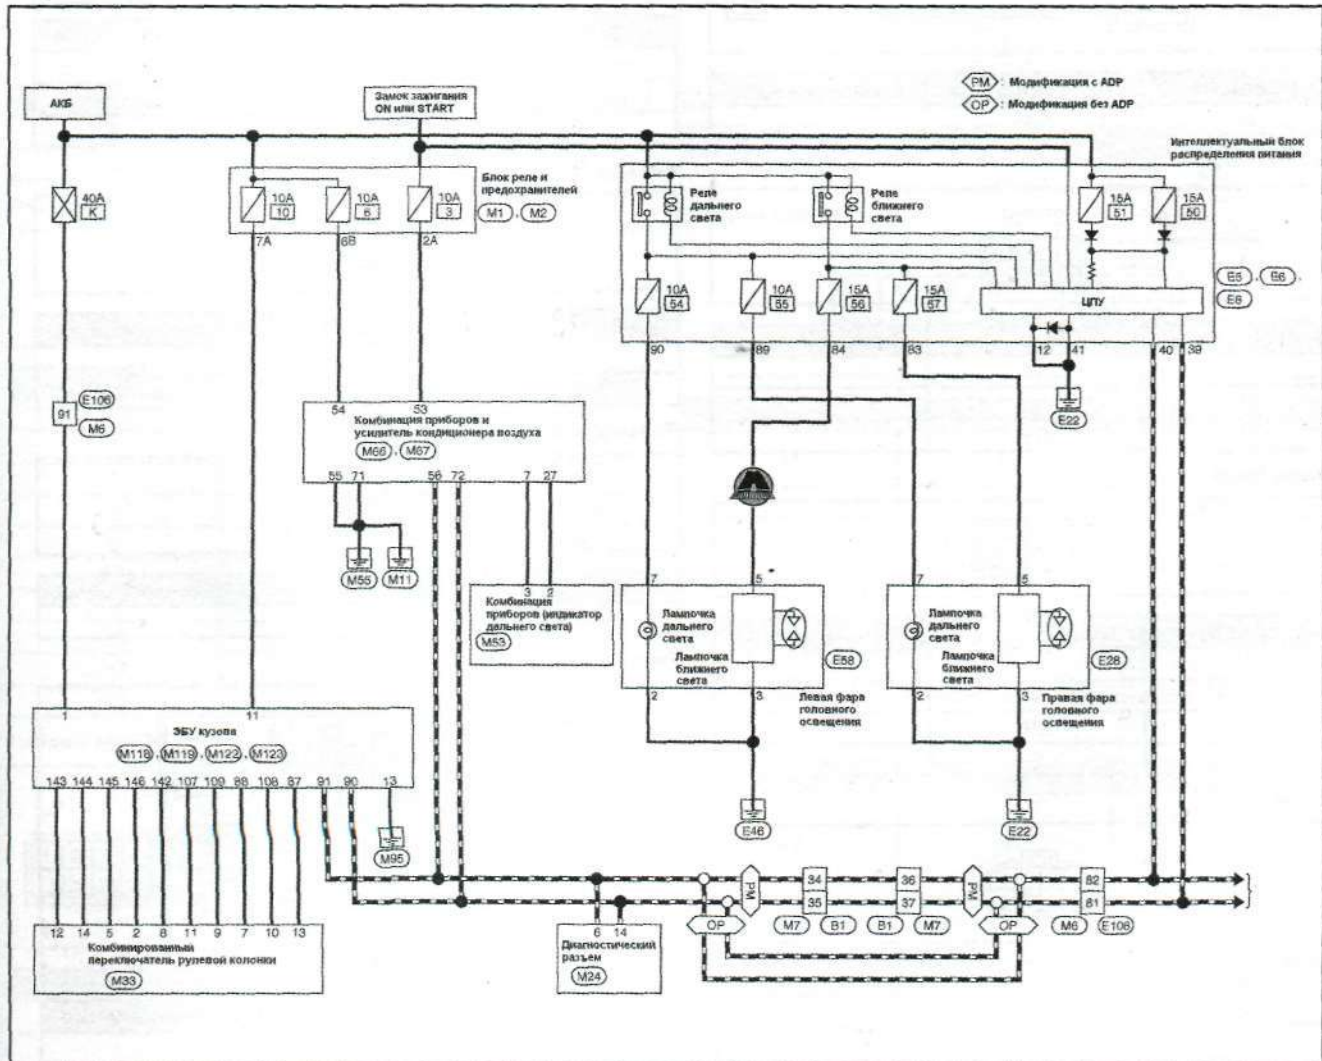 PM : Модификация с ADP
OP : Модификация без ADP
АКБ
Замок зажигания
ON или START
Интеллектуальный блок
распределения питания
40A
K
10A
10
10A
6
10A
3
Блок реле и
предохранителей
M1 , M2
7A
6B
2A
Реле
дальнего
света
Реле
ближнего
света
15A
51
15A
50
10A
54
10A
55
15A
56
15A
57
ЦПУ
E5 , E6 ,
E8
90
89
84
83
12
41
40
39
E22
91
E106
M6
54
53
Комбинация приборов и
усилитель кондиционера воздуха
M66 , M67
55
71
56
72
7
27
M55
M11
3
2
Комбинация
приборов (индикатор
дальнего света)
M53
7
5
Лампочка
дальнего
света
Лампочка
ближнего
света
E58
2
3
Левая фара
головного
освещения
7
5
Лампочка
дальнего
света
Лампочка
ближнего
света
E28
2
3
Правая фара
головного
освещения
E46
E22
1
11
ЭБУ кузова
M118 , M119 , M122 , M123
143 144 145 146 142 107 109 88 108 87 91 90 13
M95
12 14 5 2 8 11 9 7 10 13
Комбинированный
переключатель рулевой колонки
M33
6
14
Диагностический
разъем
M24
PM
34
35
36
37
PM
82
81
OP
M7
B1
B1
M7
OP
M6
E106